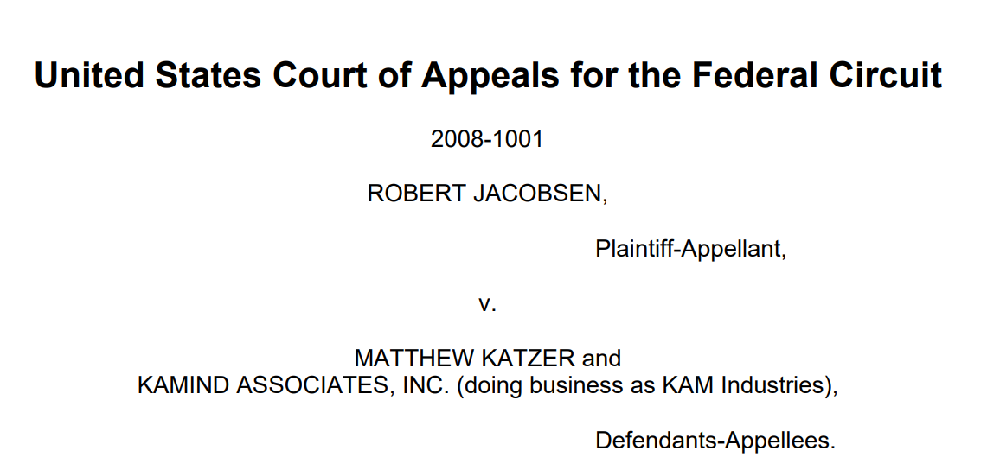 United States Court of Appeals for the Federal Circuit
2008-1001
ROBERT JACOBSEN,
Plaintiff-Appellant,
v.
MATTHEW KATZER and
KAMIND ASSOCIATES, INC. (doing business as KAM Industries),
Defendants-Appellees.